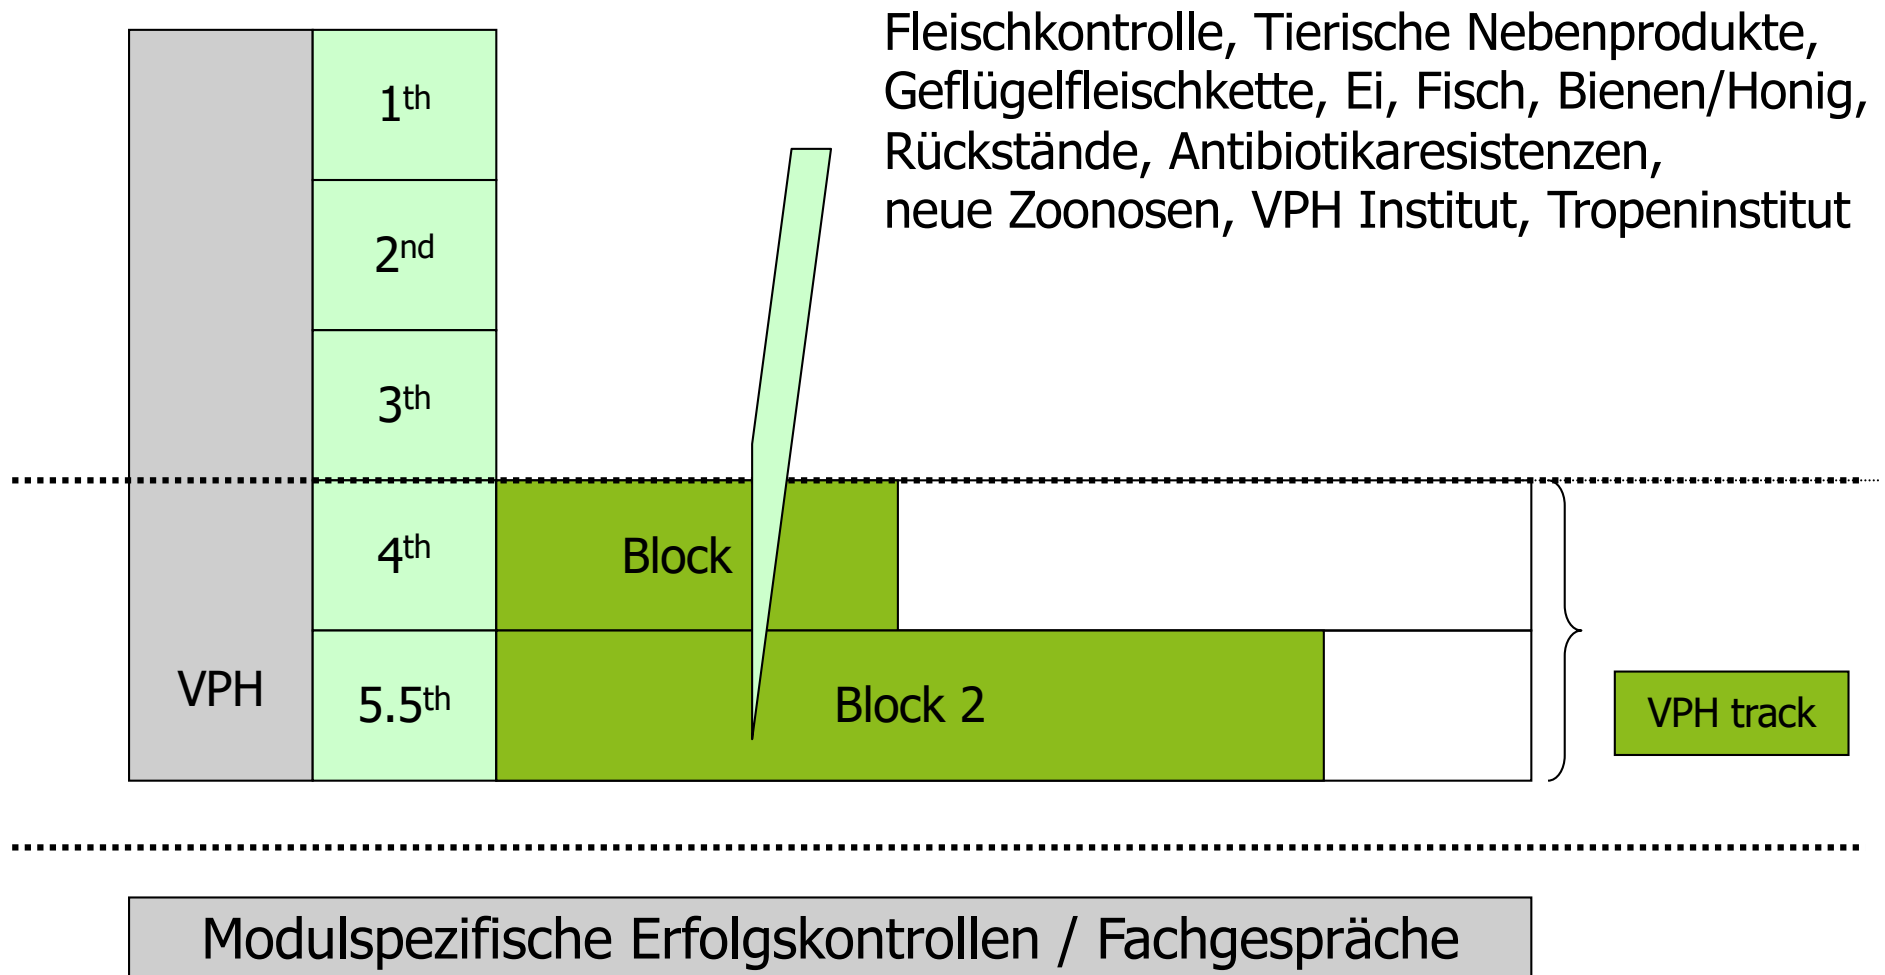 Fleischkontrolle, Tierische Nebenprodukte,
Geflügelfleischkette, Ei, Fisch, Bienen/Honig,
Rückstände, Antibiotikaresistenzen,
neue Zoonosen, VPH Institut, Tropeninstitut
1th
2nd
3th
4th
Block
VPH
5.5th
Block 2
VPH track
Modulspezifische Erfolgskontrollen / Fachgespräche